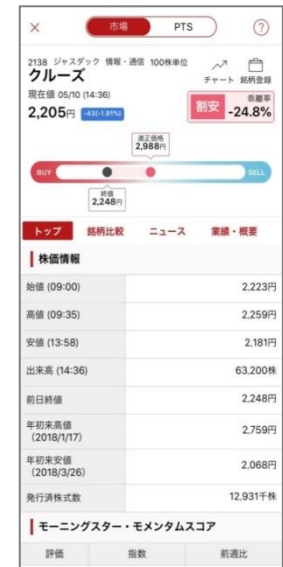 × 市場 PTS ?
2138 ジャスダック 情報・通信 100株単位
クルーズ
チャート 銘柄登録
現在値 05/10 (14:36)
2,205円 -43(-1.91%)
割安 乖離率 -24.8%
適正価格
2,988円
BUY SELL
終値
2,248円
トップ 銘柄比較 ニュース 業績・概要
株価情報
始値 (09:00) 2,223円
高値 (09:35) 2,259円
安値 (13:58) 2,181円
出来高 (14:36) 63,200株
前日終値 2,248円
年初来高値
(2018/1/17) 2,759円
年初来安値
(2018/3/26) 2,068円
発行済株式数 12,931千株
モーニングスター・モメンタムスコア
評価 指数 前週比